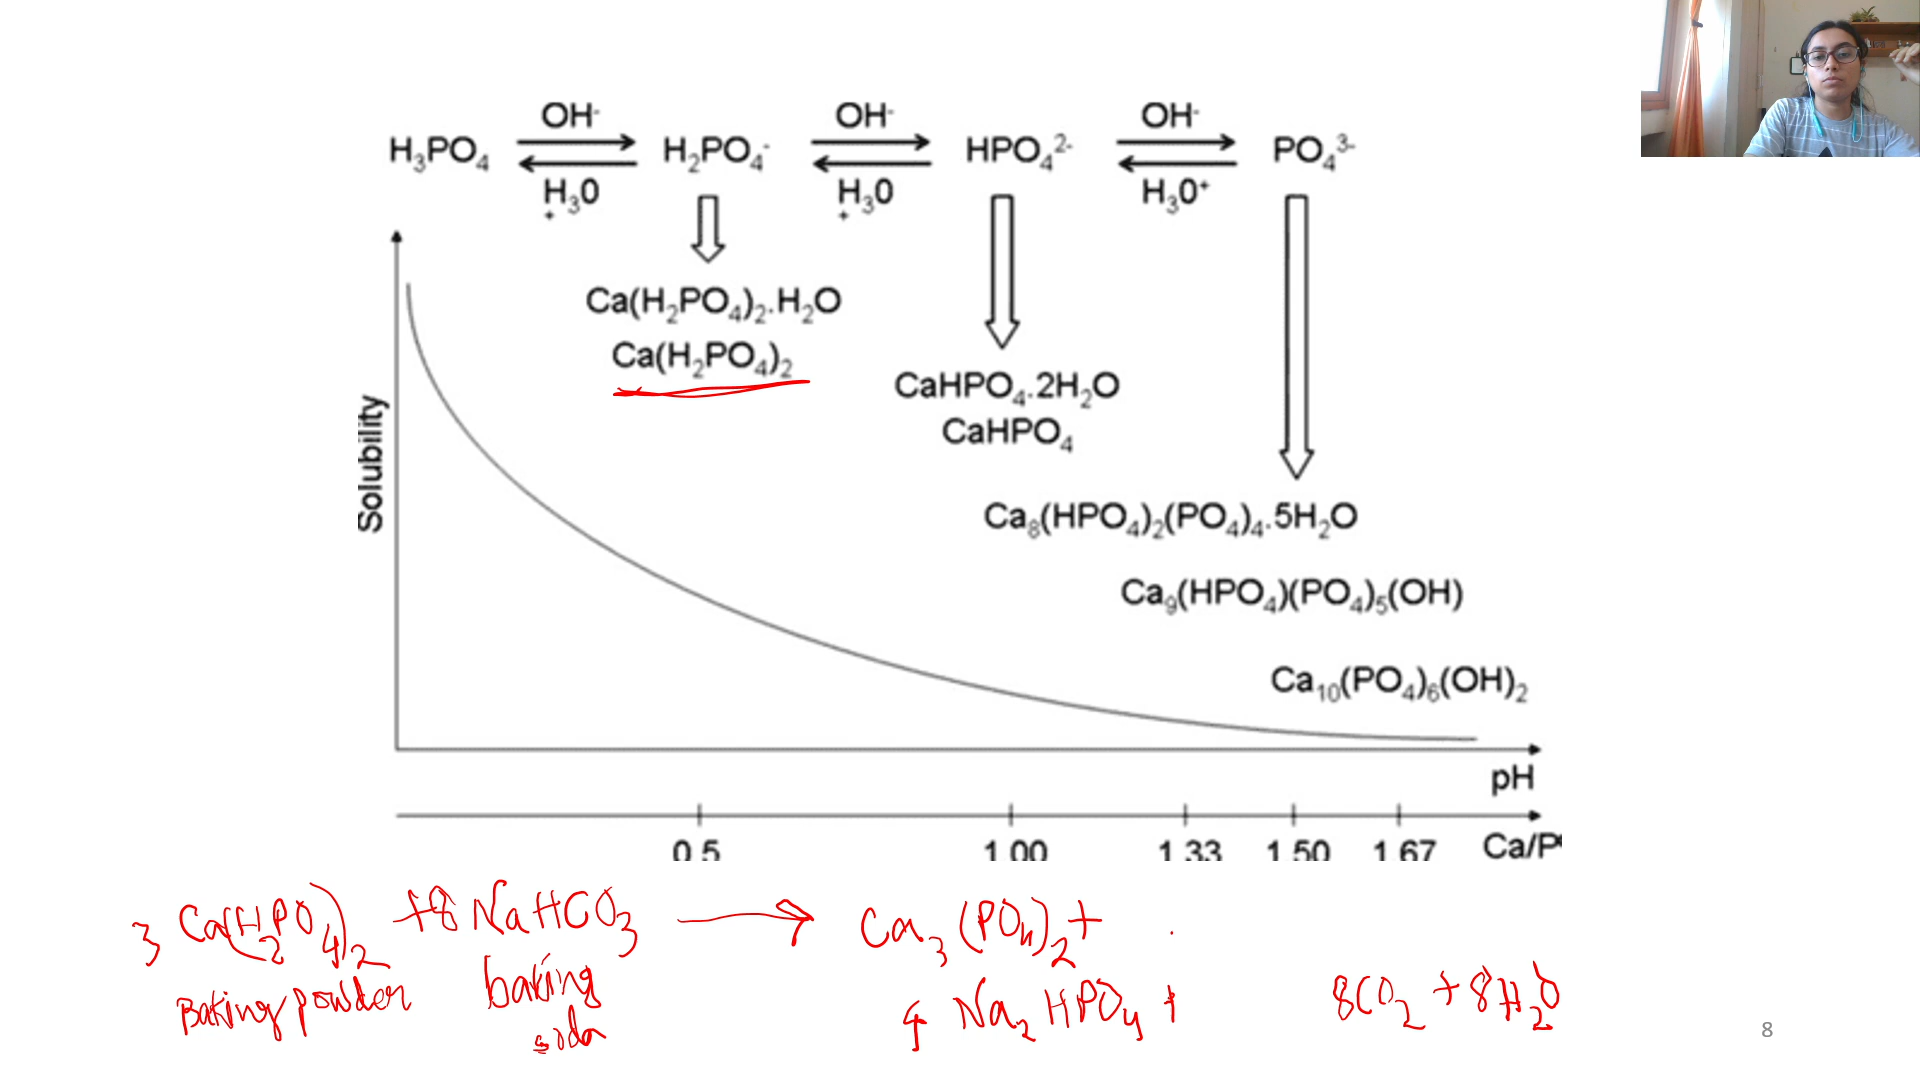 OH- OH- OH-
H₃PO₄ H₂PO₄- HPO₄²- PO₄³-
H₃0+ H₃0+ H₃0+
Ca(H₂PO₄)₂.H₂O
Ca(H₂PO₄)₂
CaHPO₄.2H₂O
CaHPO₄
Solubility
Ca₈(HPO₄)₂(PO₄)₄.5H₂O
Ca₉(HPO₄)(PO₄)₅(OH)
Ca₁₀(PO₄)₆(OH)₂
pH
0.5 1.00 1.33 1.50 1.67 Ca/P
3 Ca(H₂PO₄)₂ +8 NaHCO₃ → Ca₃(PO₄)₂ +
Baking powder baking soda
4 Na₂HPO₄ + 8CO₂ + 8H₂O
8